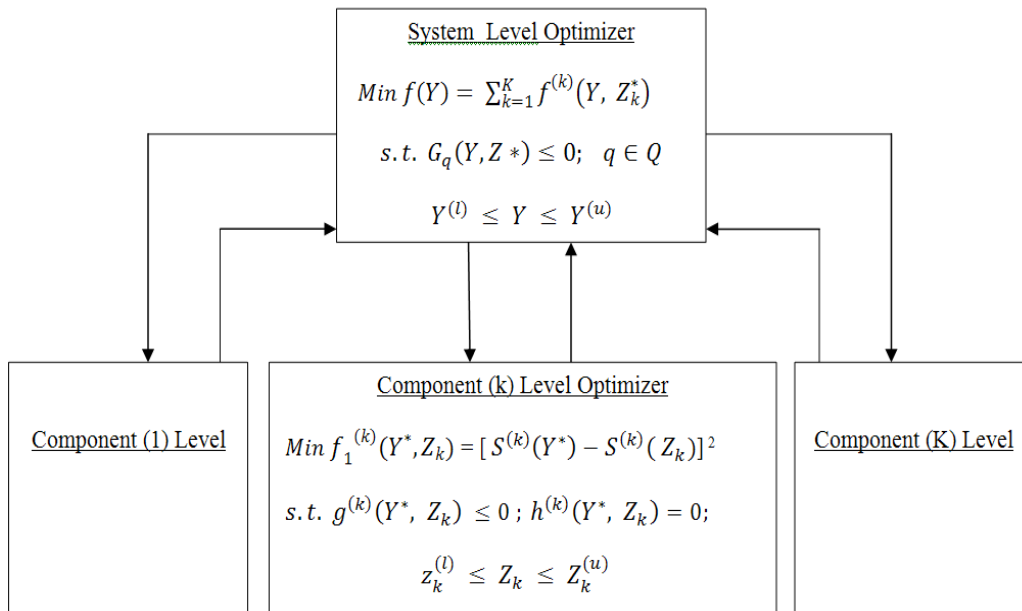 System Level Optimizer
Min f(Y) = ∑_{k=1}^{K} f^{(k)}(Y, Z_k^*)
s.t. G_q(Y, Z *) ≤ 0; q ∈ Q
Y^{(l)} ≤ Y ≤ Y^{(u)}
Component (1) Level
Component (k) Level Optimizer
Min f_1^{(k)}(Y^*, Z_k) = [ S^{(k)}(Y^*) − S^{(k)}( Z_k)]^2
s.t. g^{(k)}(Y^*, Z_k) ≤ 0 ; h^{(k)}(Y^*, Z_k) = 0;
z_k^{(l)} ≤ Z_k ≤ Z_k^{(u)}
Component (K) Level